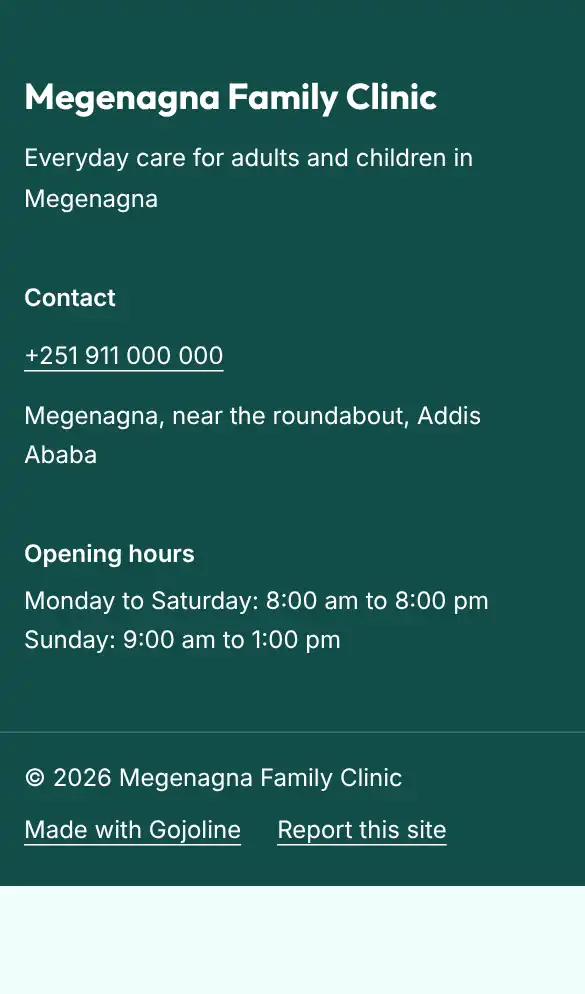 Megenagna Family Clinic
Everyday care for adults and children in
Megenagna
Contact
+251 911 000 000
Megenagna, near the roundabout, Addis
Ababa
Opening hours
Monday to Saturday: 8:00 am to 8:00 pm
Sunday: 9:00 am to 1:00 pm
© 2026 Megenagna Family Clinic
Made with Gojoline Report this site